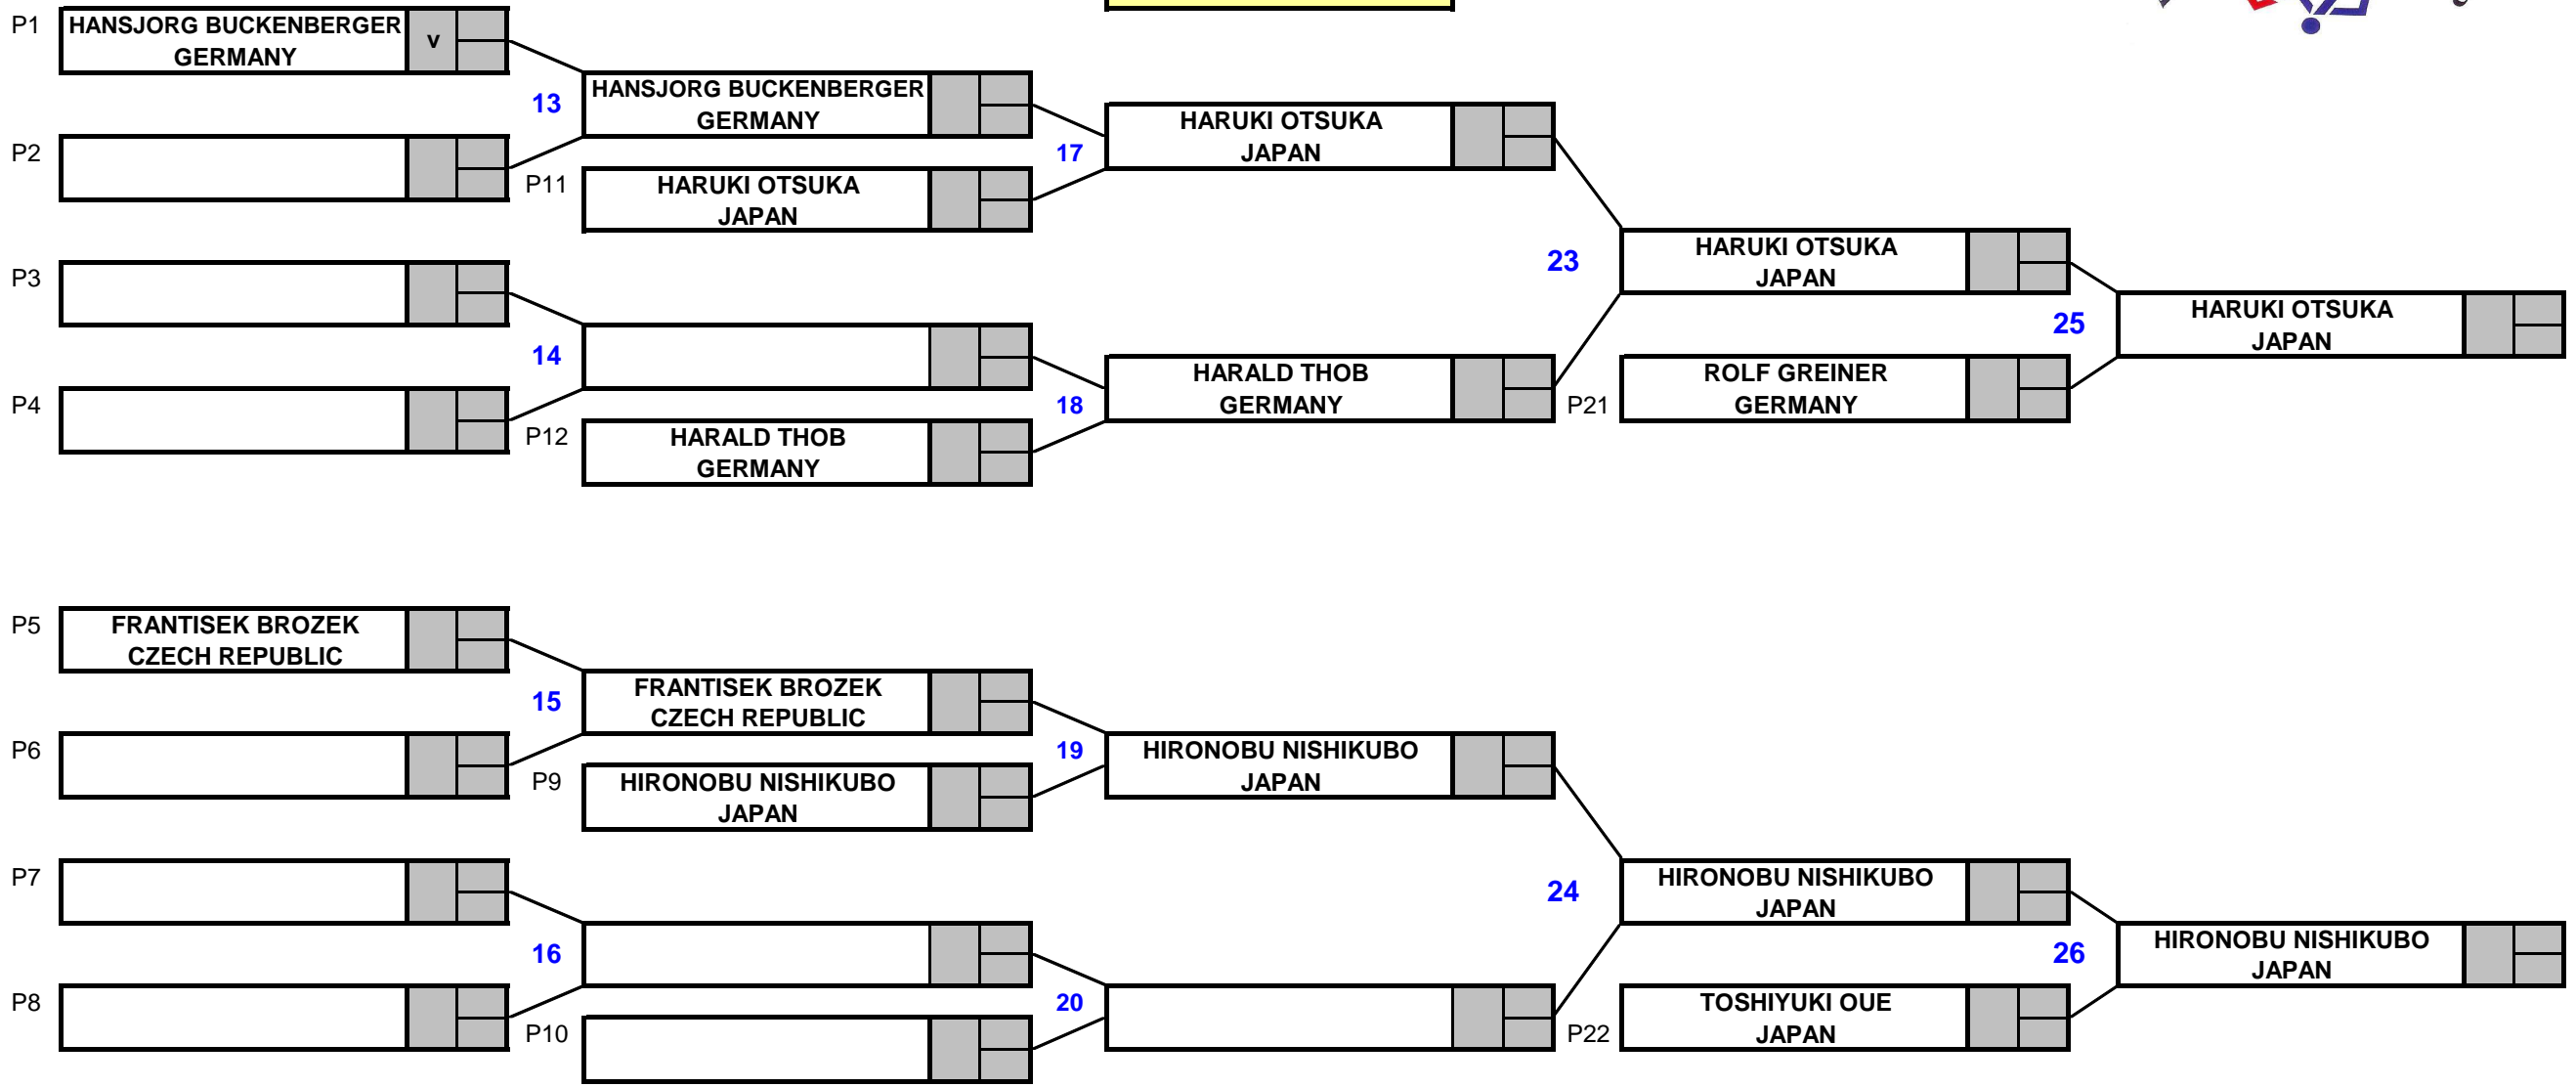 P1
HANSJORG BUCKENBERGER
GERMANY
v
13
HANSJORG BUCKENBERGER
GERMANY
P2
P11
HARUKI OTSUKA
JAPAN
17
HARUKI OTSUKA
JAPAN
P3
14
P4
P12
HARALD THOB
GERMANY
18
HARALD THOB
GERMANY
23
HARUKI OTSUKA
JAPAN
P21
ROLF GREINER
GERMANY
25
HARUKI OTSUKA
JAPAN
P5
FRANTISEK BROZEK
CZECH REPUBLIC
15
FRANTISEK BROZEK
CZECH REPUBLIC
P6
P9
HIRONOBU NISHIKUBO
JAPAN
19
HIRONOBU NISHIKUBO
JAPAN
P7
16
P8
P10
20
24
HIRONOBU NISHIKUBO
JAPAN
P22
TOSHIYUKI OUE
JAPAN
26
HIRONOBU NISHIKUBO
JAPAN